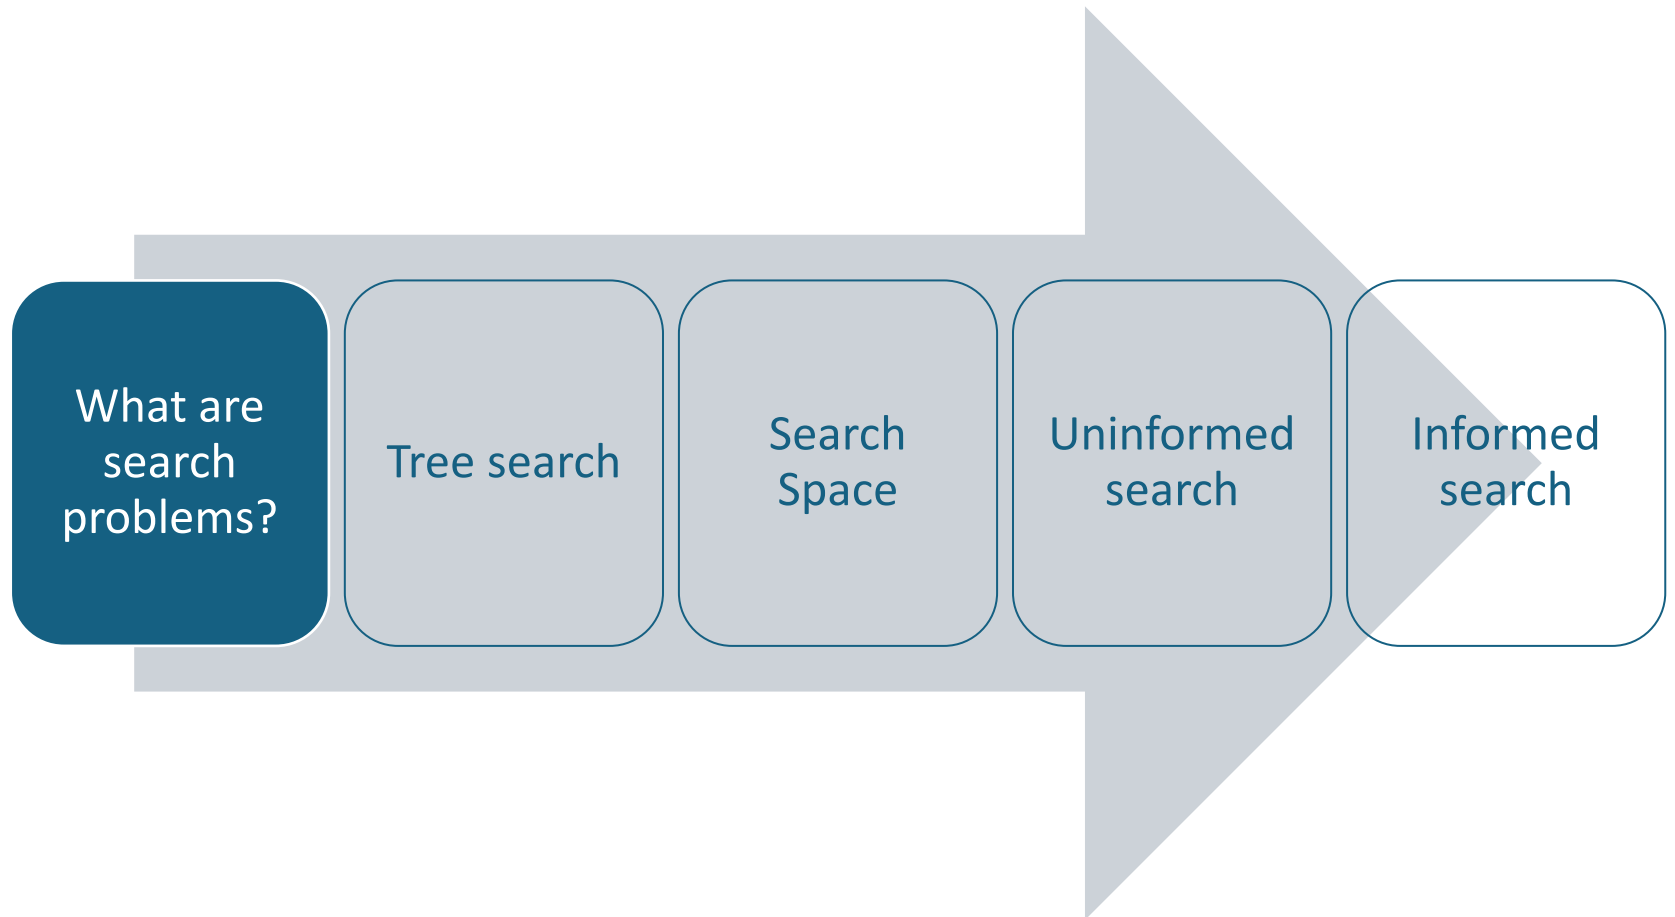 What are
search
problems?
Tree search
Search
Space
Uninformed
search
Informed
search